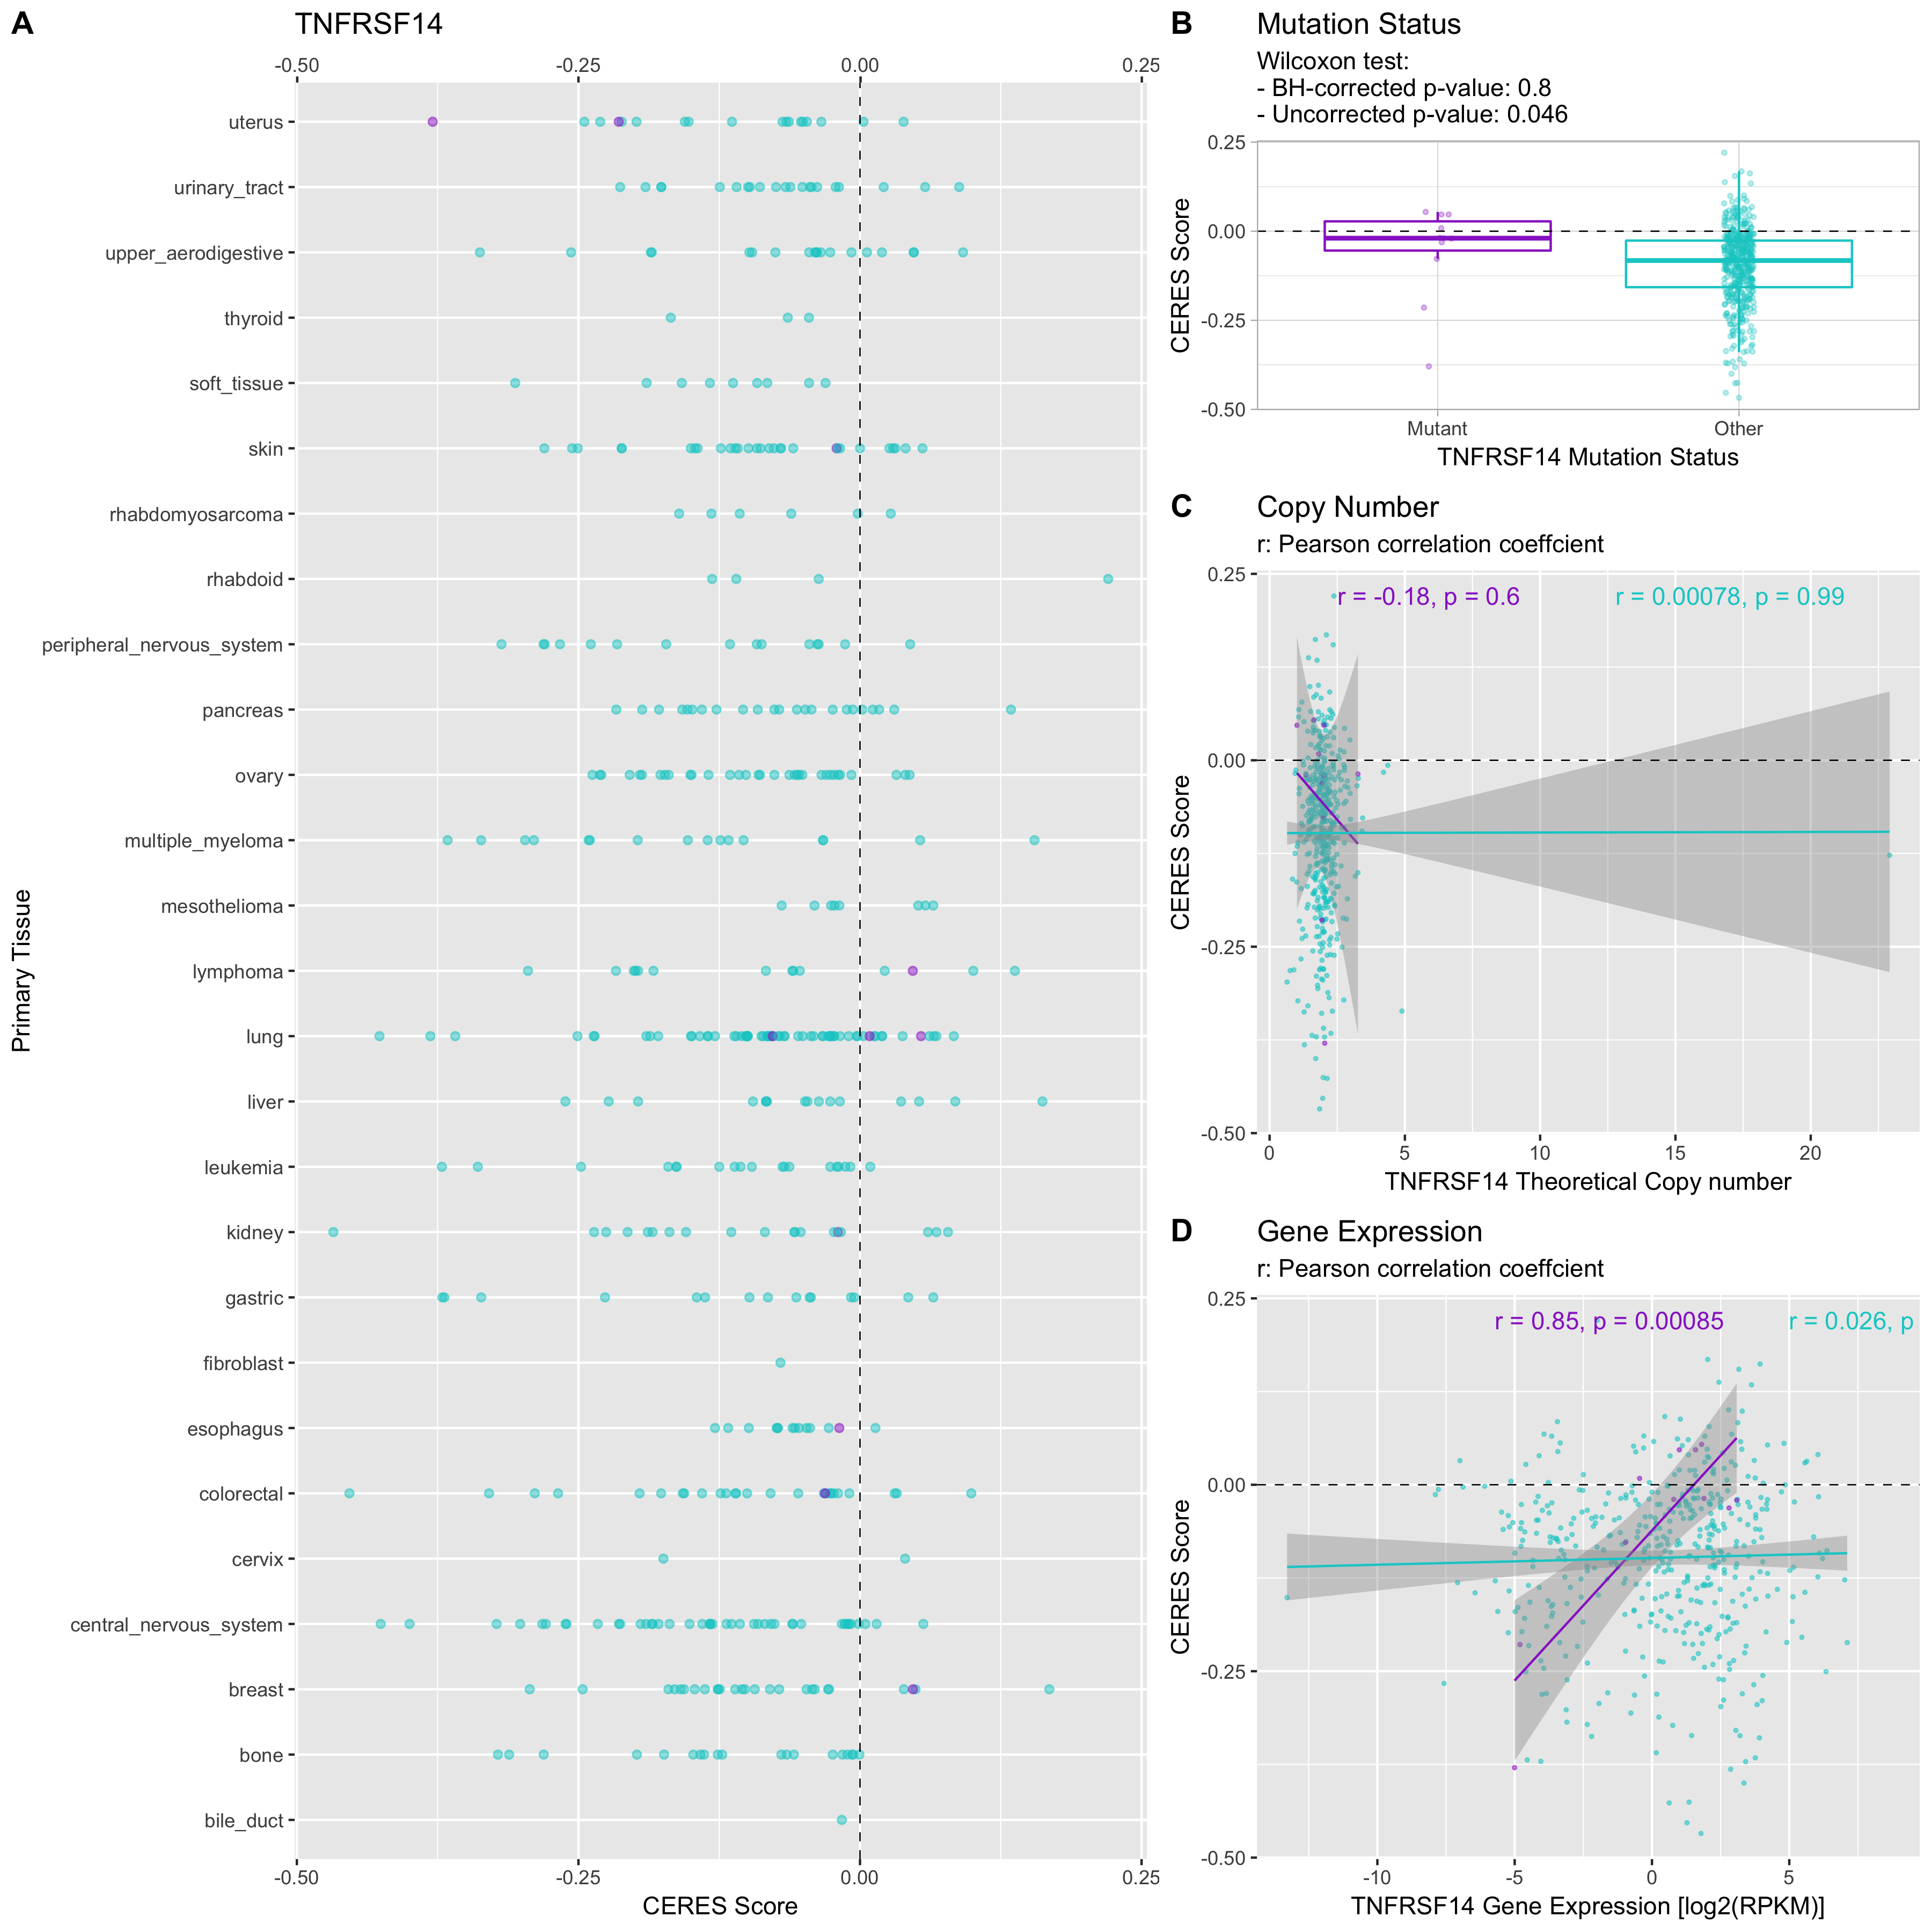 A
TNFRSF14
-0.50 -0.25 0.00 0.25
uterus
urinary_tract
upper_aerodigestive
thyroid
soft_tissue
skin
rhabdomyosarcoma
rhabdoid
peripheral_nervous_system
pancreas
ovary
multiple_myeloma
mesothelioma
lymphoma
lung
liver
leukemia
kidney
gastric
fibroblast
esophagus
colorectal
cervix
central_nervous_system
breast
bone
bile_duct
Primary Tissue
-0.50 -0.25 0.00 0.25
CERES Score
B
Mutation Status
Wilcoxon test:
- BH-corrected p-value: 0.8
- Uncorrected p-value: 0.046
0.25
0.00
-0.25
-0.50
CERES Score
Mutant Other
TNFRSF14 Mutation Status
C
Copy Number
r: Pearson correlation coeffcient
r = -0.18, p = 0.6 r = 0.00078, p = 0.99
0.25
0.00
-0.25
-0.50
CERES Score
0 5 10 15 20
TNFRSF14 Theoretical Copy number
D
Gene Expression
r: Pearson correlation coeffcient
r = 0.85, p = 0.00085 r = 0.026, p
0.25
0.00
-0.25
-0.50
CERES Score
-10 -5 0 5
TNFRSF14 Gene Expression [log2(RPKM)]